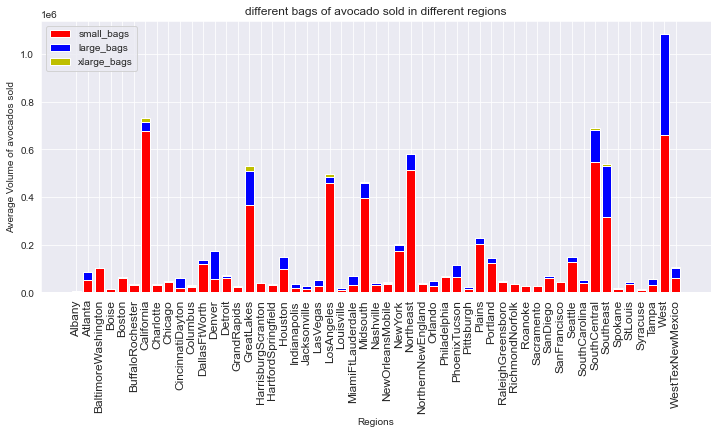 different bags of avocado sold in different regions
1e6
small_bags
large_bags
xlarge_bags
1.0
0.8
0.6
0.4
0.2
0.0
Average Volume of avocados sold
Albany
Atlanta
BaltimoreWashington
Boise
Boston
BuffaloRochester
California
Charlotte
Chicago
CincinnatiDayton
Columbus
DallasFtWorth
Denver
Detroit
GrandRapids
GreatLakes
HarrisburgScranton
HartfordSpringfield
Houston
Indianapolis
Jacksonville
LasVegas
LosAngeles
Louisville
MiamiFtLauderdale
Midsouth
Nashville
NewOrleansMobile
NewYork
Northeast
NorthernNewEngland
Orlando
Philadelphia
PhoenixTucson
Pittsburgh
Plains
Portland
RaleighGreensboro
RichmondNorfolk
Roanoke
Sacramento
SanDiego
SanFrancisco
Seattle
SouthCarolina
SouthCentral
Southeast
Spokane
StLouis
Syracuse
Tampa
West
WestTexNewMexico
Regions